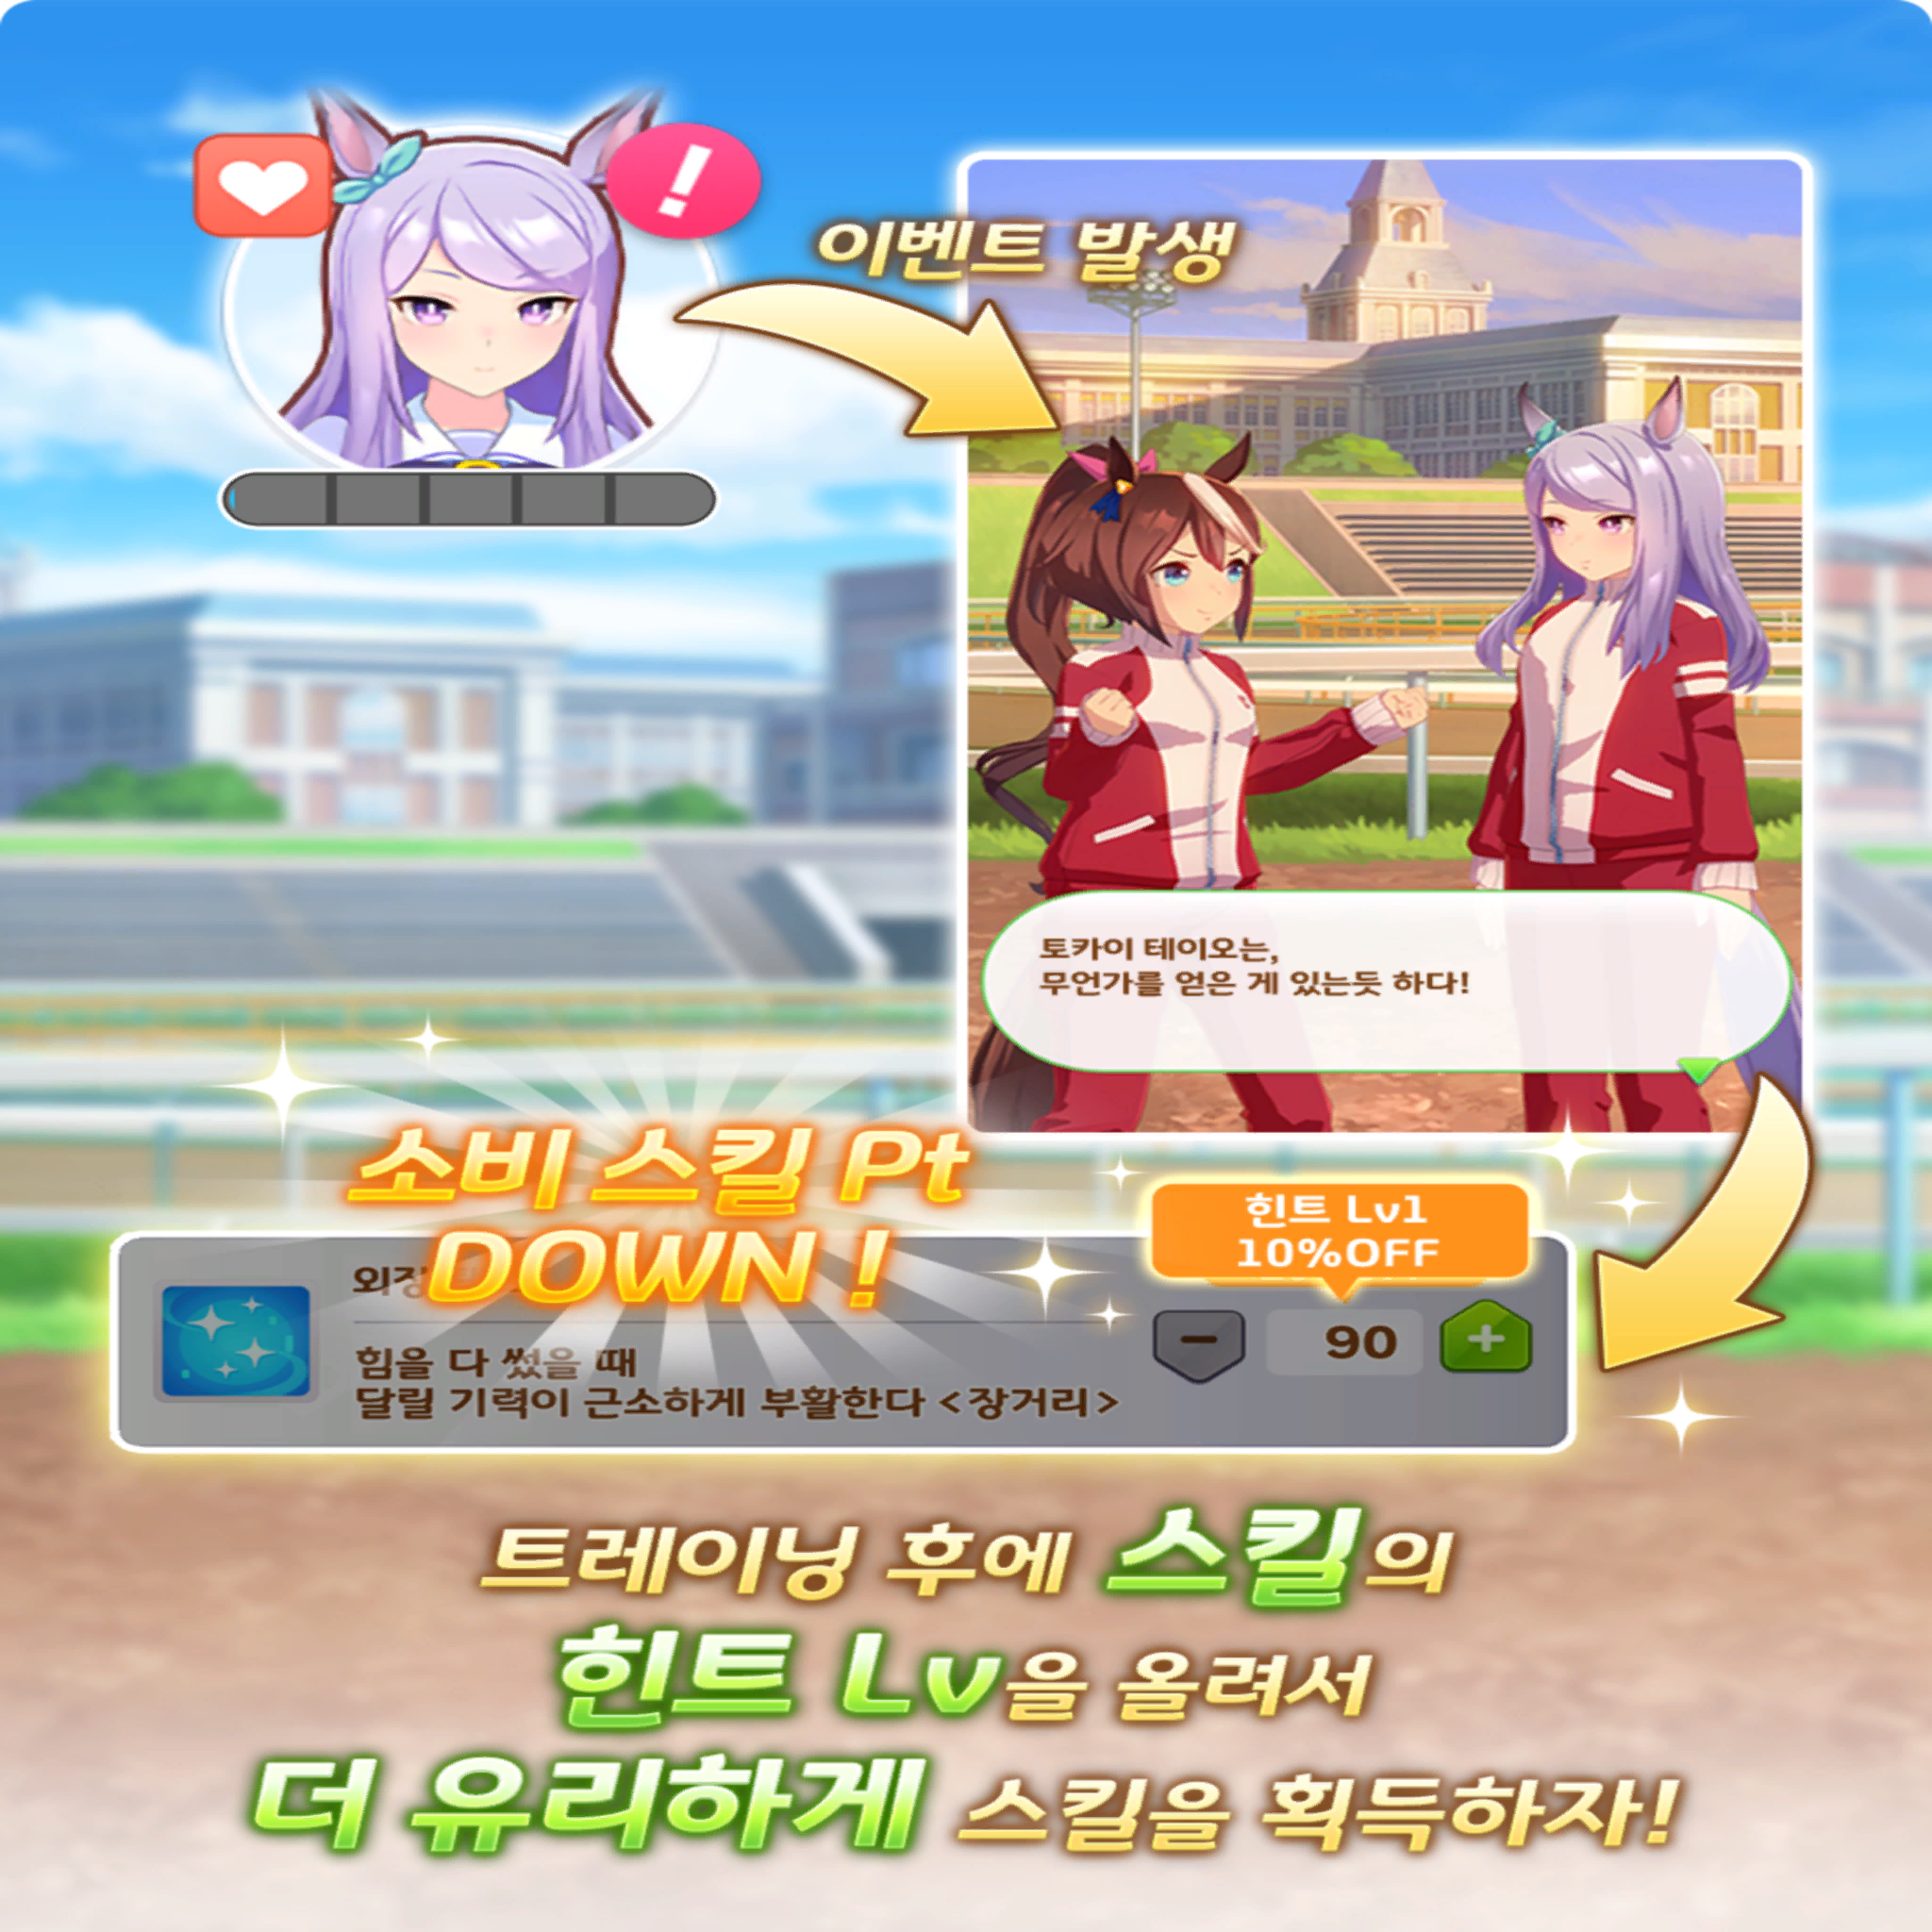 이벤트 발생
토카이 테이오는,
무언가를 얻은 게 있는듯 하다!
소비 스킬 Pt
DOWN !
힌트 Lv1
10%OFF
90
힘을 다 썼을 때
달릴 기력이 근소하게 부활한다 <장거리>
트레이닝 후에 스킬의
힌트 Lv을 올려서
더 유리하게 스킬을 획득하자!